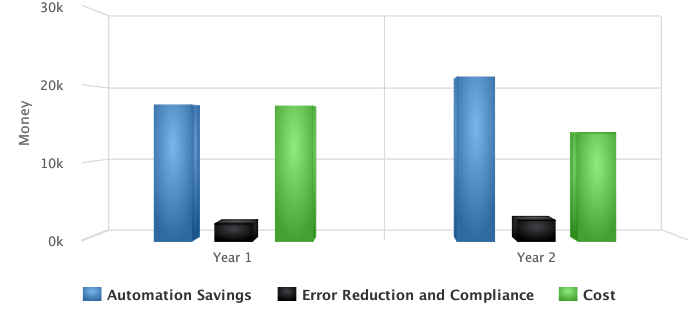 30k
20k
Money
10k
0k
Year 1 Year 2
Automation Savings Error Reduction and Compliance Cost